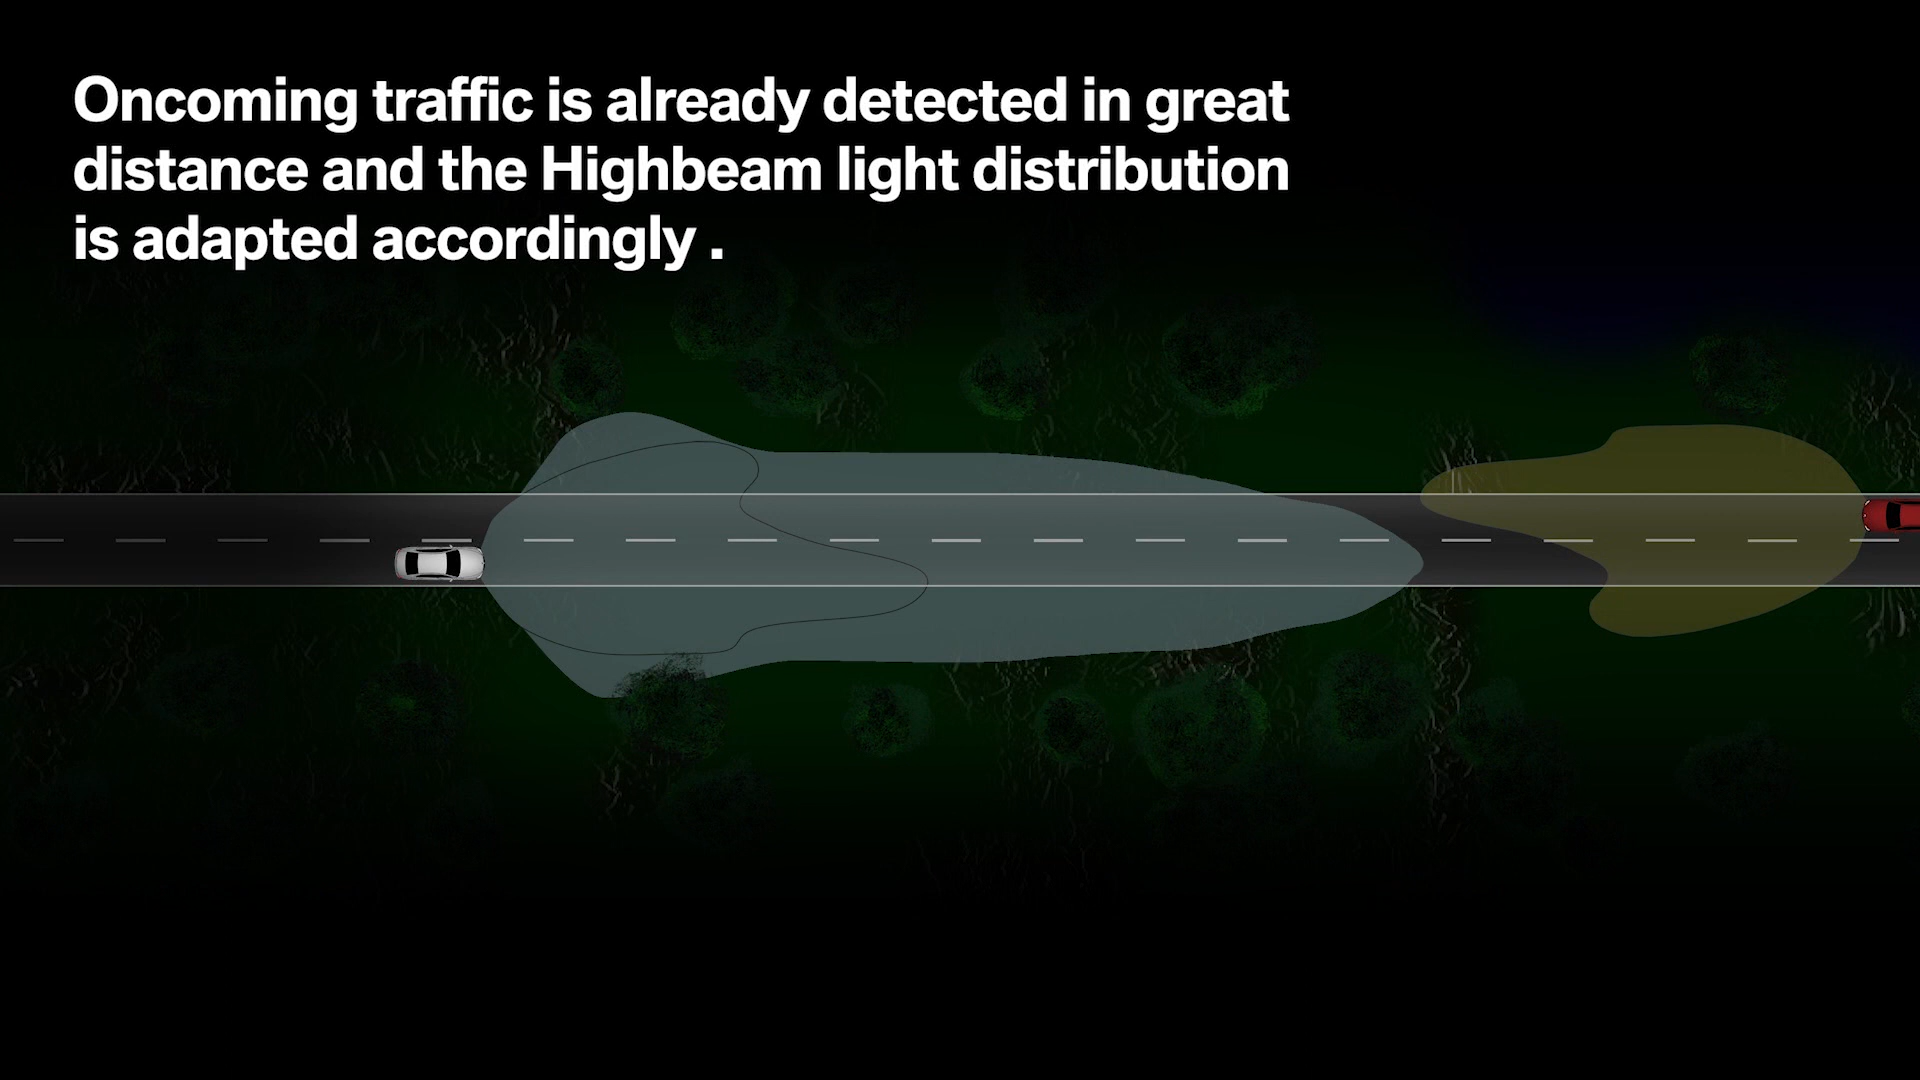 Oncoming traffic is already detected in great
distance and the Highbeam light distribution
is adapted accordingly .